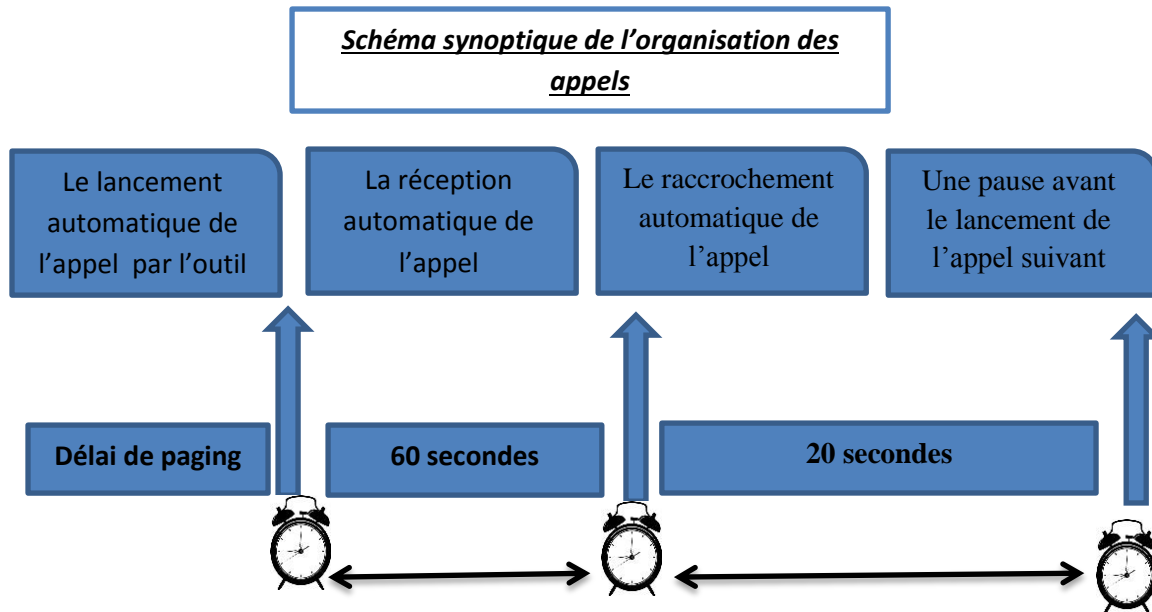 Schéma synoptique de l'organisation des
appels
Le lancement
automatique de
l'appel par l'outil
La réception
automatique de
l'appel
Le raccrochement
automatique de
l'appel
Une pause avant
le lancement de
l'appel suivant
Délai de paging
60 secondes
20 secondes